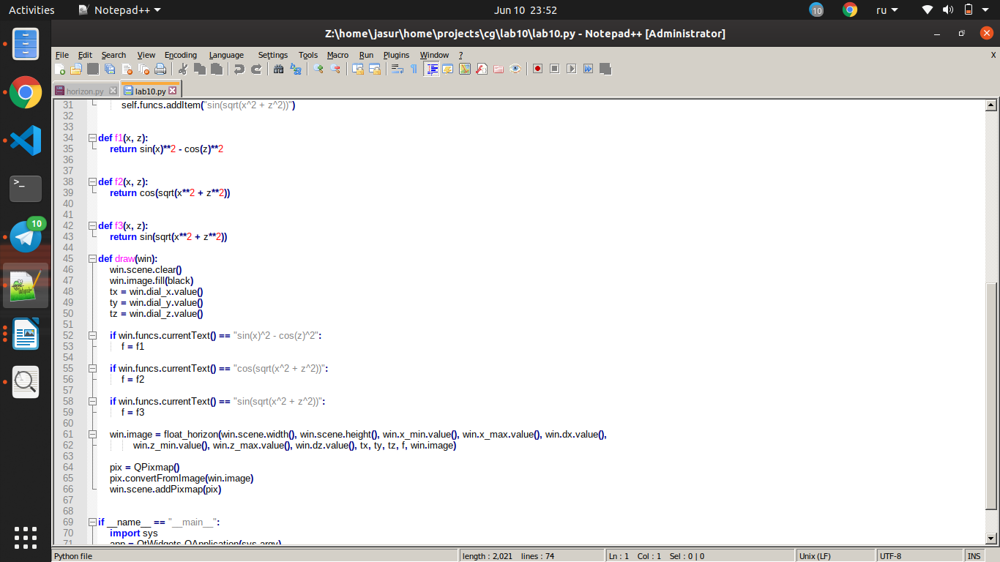 Activities Notepad++ Jun 10 23:52 10 ru
Z:\home\jasur\home\projects\cg\lab10\lab10.py - Notepad++ [Administrator]
File Edit Search View Encoding Language Settings Tools Macro Run Plugins Window ? X
horizon.py lab10.py
31 self.funcs.addItem("sin(sqrt(x^2 + z^2))")
32
33
34 def f1(x, z):
35 return sin(x)**2 - cos(z)**2
36
37
38 def f2(x, z):
39 return cos(sqrt(x**2 + z**2))
40
41
42 def f3(x, z):
43 return sin(sqrt(x**2 + z**2))
44
45 def draw(win):
46 win.scene.clear()
47 win.image.fill(black)
48 tx = win.dial_x.value()
49 ty = win.dial_y.value()
50 tz = win.dial_z.value()
51
52 if win.funcs.currentText() == "sin(x)^2 - cos(z)^2":
53 f = f1
54
55 if win.funcs.currentText() == "cos(sqrt(x^2 + z^2))":
56 f = f2
57
58 if win.funcs.currentText() == "sin(sqrt(x^2 + z^2))":
59 f = f3
60
61 win.image = float_horizon(win.scene.width(), win.scene.height(), win.x_min.value(), win.x_max.value(), win.dx.value(),
62 win.z_min.value(), win.z_max.value(), win.dz.value(), tx, ty, tz, f, win.image)
63
64 pix = QPixmap()
65 pix.convertFromImage(win.image)
66 win.scene.addPixmap(pix)
67
68
69 if __name__ == "__main__":
70 import sys
71 app = QtWidgets.QApplication(sys.argv)
>_
10
Python file length : 2,021 lines : 74 Ln : 1 Col : 1 Sel : 0 | 0 Unix (LF) UTF-8 INS